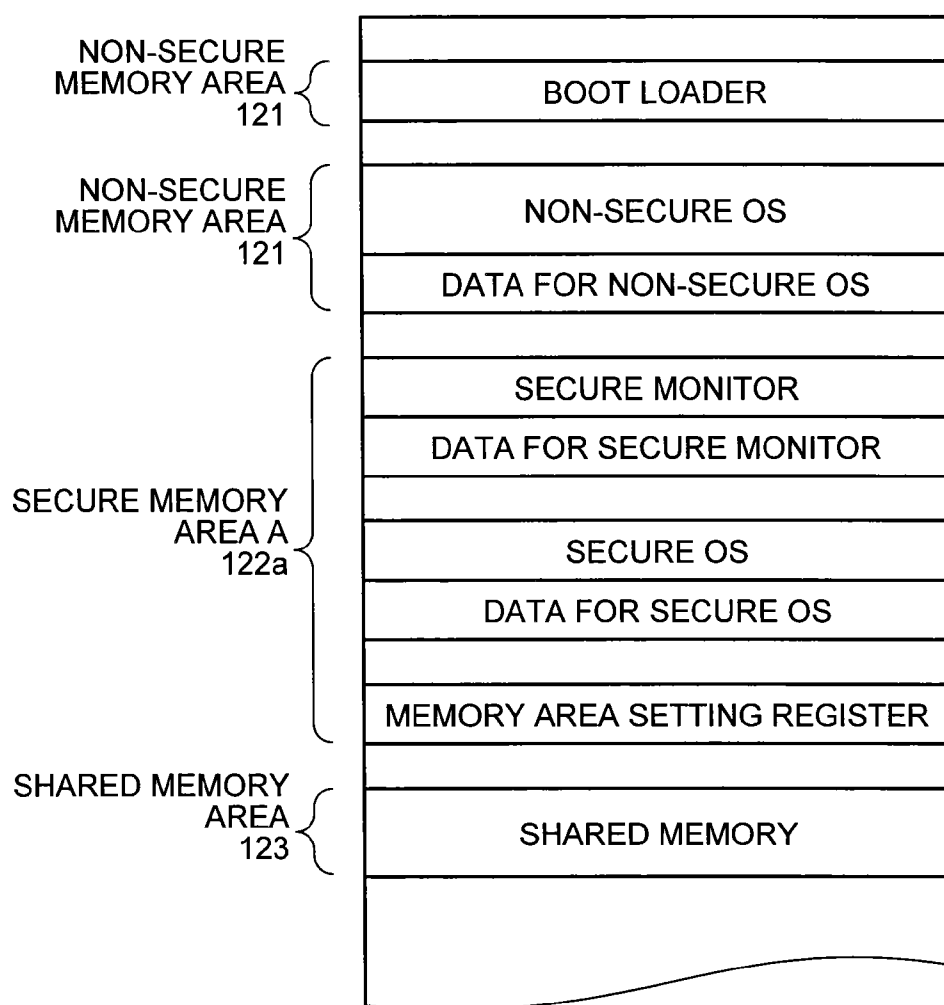 NON-SECURE
MEMORY AREA
121
BOOT LOADER
NON-SECURE
MEMORY AREA
121
NON-SECURE OS
DATA FOR NON-SECURE OS
SECURE MEMORY
AREA A
122a
SECURE MONITOR
DATA FOR SECURE MONITOR
SECURE OS
DATA FOR SECURE OS
MEMORY AREA SETTING REGISTER
SHARED MEMORY
AREA
123
SHARED MEMORY